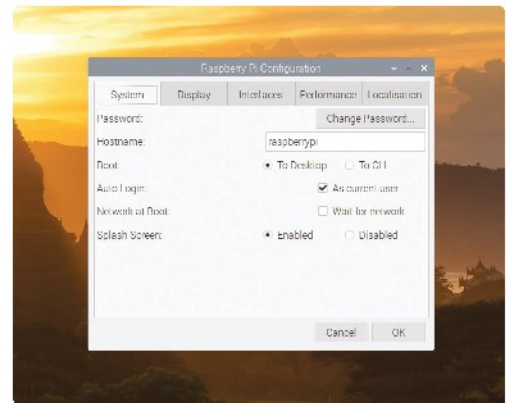 Raspberry Pi Configuration
System Display Interfaces Performance Localisation
Password: Change Password...
Hostname: raspberrypi
Boot: To Desktop To CLI
Auto Login: As current user
Network at Boot: Wait for network
Splash Screen: Enabled Disabled
Cancel OK